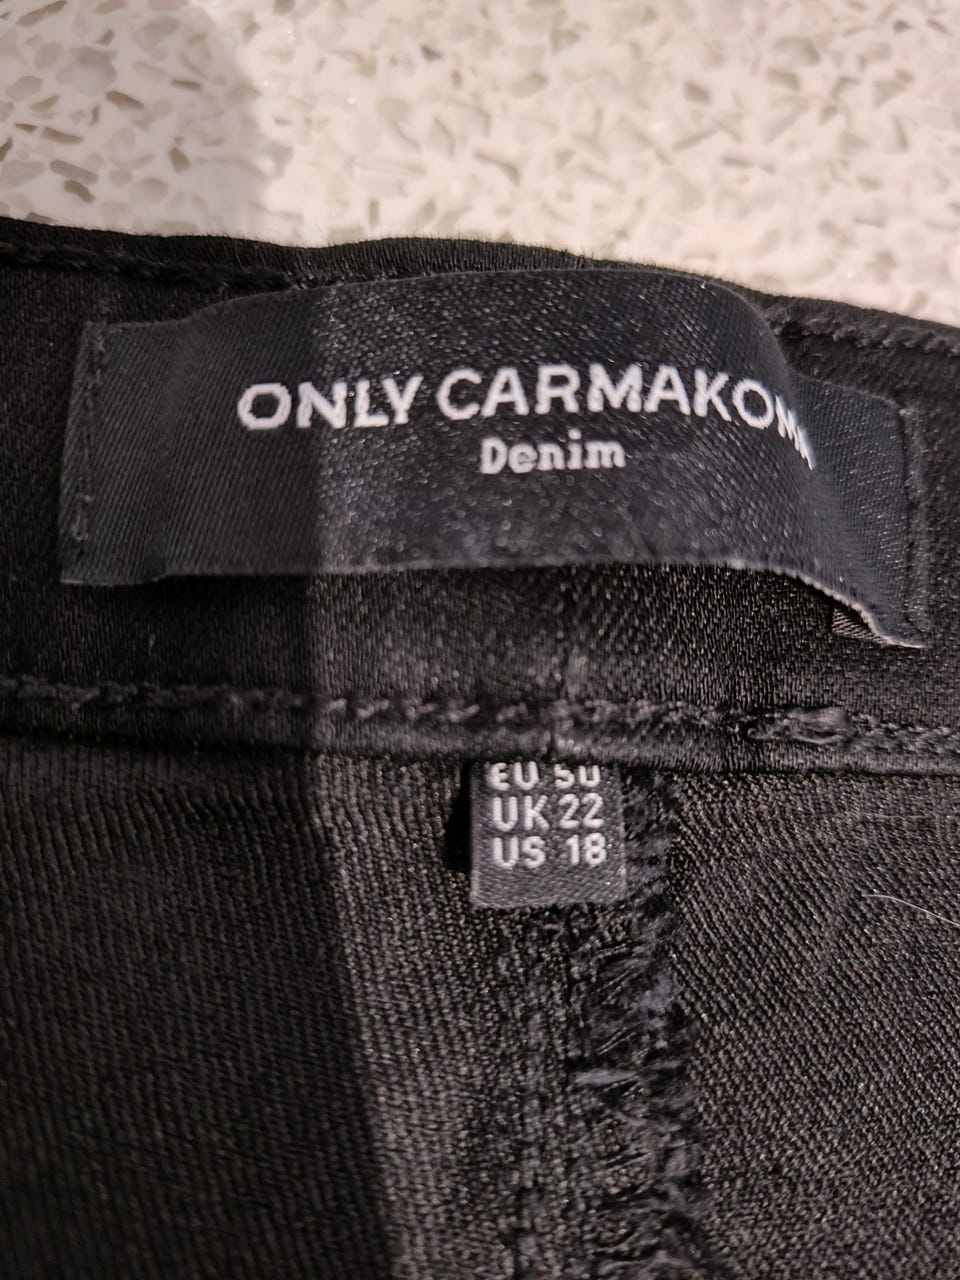 ONLY CARMAKOMA
Denim
EU 50
UK 22
US 18